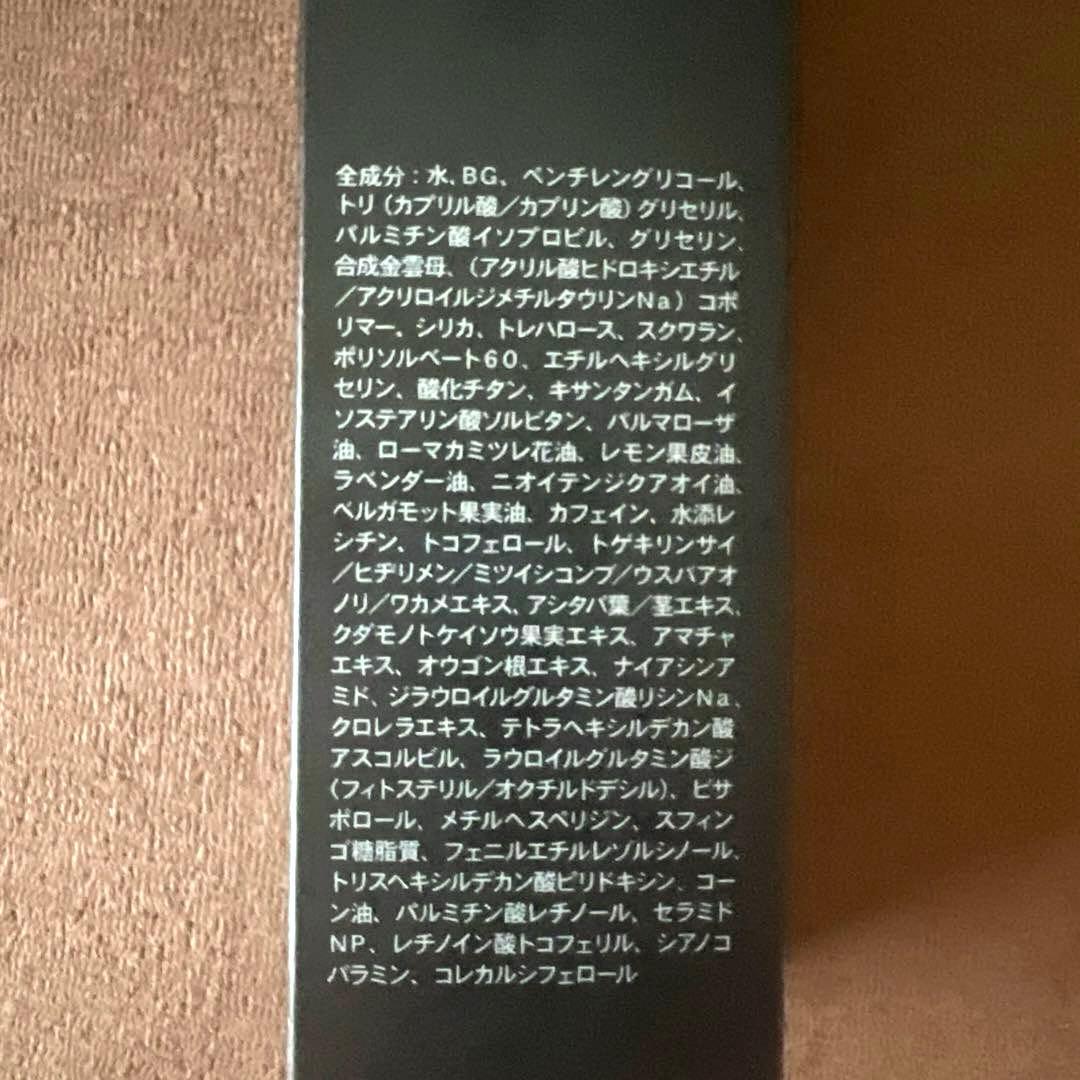 全成分：水、BG、ペンチレングリコール、
トリ（カプリル酸／カプリン酸）グリセリル、
パルミチン酸イソプロピル、グリセリン、
合成金雲母、（アクリル酸ヒドロキシエチル
／アクリロイルジメチルタウリンNa）コポ
リマー、シリカ、トレハロース、スクワラン、
ポリソルベート60、エチルヘキシルグリ
セリン、酸化チタン、キサンタンガム、イ
ソステアリン酸ソルビタン、パルマローザ
油、ローマカミツレ花油、レモン果皮油、
ラベンダー油、ニオイテンジクアオイ油、
ベルガモット果実油、カフェイン、水添レ
シチン、トコフェロール、トゲキリンサイ
／ヒヂリメン／ミツイシコンブ／ウスバアオ
ノリ／ワカメエキス、アシタバ葉／茎エキス、
クダモノトケイソウ果実エキス、アマチャ
エキス、オウゴン根エキス、ナイアシンア
ミド、ジラウロイルグルタミン酸リシンNa、
クロレラエキス、テトラヘキシルデカン酸
アスコルビル、ラウロイルグルタミン酸ジ
（フィトステリル／オクチルドデシル）、ビサ
ボロール、メチルヘスペリジン、スフィン
ゴ糖脂質、フェニルエチルレゾルシノール、
トリスヘキシルデカン酸ピリドキシン、コー
ン油、パルミチン酸レチノール、セラミド
NP、レチノイン酸トコフェリル、シアノコ
バラミン、コレカルシフェロール